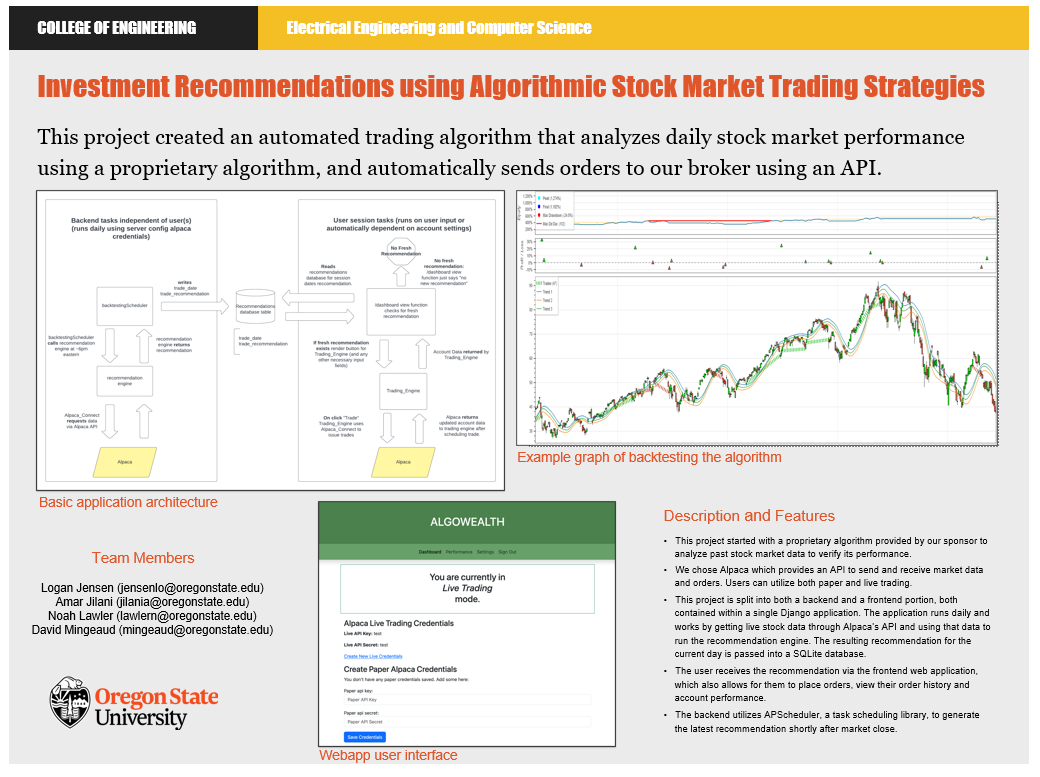 COLLEGE OF ENGINEERING
Electrical Engineering and Computer Science
Investment Recommendations using Algorithmic Stock Market Trading Strategies
This project created an automated trading algorithm that analyzes daily stock market performance
using a proprietary algorithm, and automatically sends orders to our broker using an API.
Backend tasks independent of user(s)
(runs daily using server config alpaca
credentials)
backtestingScheduler
writes
trade_date
trade_recommendation
backtestingScheduler
calls recommendation
engine at ~6pm
eastern
recommendation
engine returns
recommendation
recommendation
engine
Alpaca_Connect
requests data
via Alpaca API
Alpaca
Recommendations
database table
trade_date
trade_recommendation
User session tasks (runs on user input or
automatically dependent on account settings)
No Fresh
Recommendation
Reads
recommendations
database for session
dates recomendation.
No fresh
recommendation:
/dashboard view
function just says "no
new recommendation"
/dashboard view function
checks for fresh
recommendation
If fresh recommendation
exists render button for
Trading_Engine (and any
other necessary input
fields)
Account Data returned by
Trading_Engine
Trading_Engine
On click "Trade"
Trading_Engine uses
Alpaca_Connect to
issue trades
Alpaca returns
updated account data
to trading engine after
scheduling trade.
Alpaca
Basic application architecture
Equity
Profit / Loss
Trades (47)
Trend 1
Trend 2
Trend 3
Example graph of backtesting the algorithm
Team Members
Logan Jensen (jensenlo@oregonstate.edu)
Amar Jilani (jilania@oregonstate.edu)
Noah Lawler (lawlern@oregonstate.edu)
David Mingeaud (mingeaud@oregonstate.edu)
Oregon State
University
ALGOWEALTH
Dashboard Performance Settings Sign Out
You are currently in
Live Trading
mode.
Alpaca Live Trading Credentials
Live API Key: test
Live API Secret: test
Create New Live Credentials
Create Paper Alpaca Credentials
You don't have any paper credentials saved. Add some here:
Paper api key:
Paper API Key
Paper api secret:
Paper API Secret
Save Credentials
Webapp user interface
Description and Features
• This project started with a proprietary algorithm provided by our sponsor to
analyze past stock market data to verify its performance.
• We chose Alpaca which provides an API to send and receive market data
and orders. Users can utilize both paper and live trading.
• This project is split into both a backend and a frontend portion, both
contained within a single Django application. The application runs daily and
works by getting live stock data through Alpaca's API and using that data to
run the recommendation engine. The resulting recommendation for the
current day is passed into a SQLite database.
• The user receives the recommendation via the frontend web application,
which also allows for them to place orders, view their order history and
account performance.
• The backend utilizes APScheduler, a task scheduling library, to generate
the latest recommendation shortly after market close.